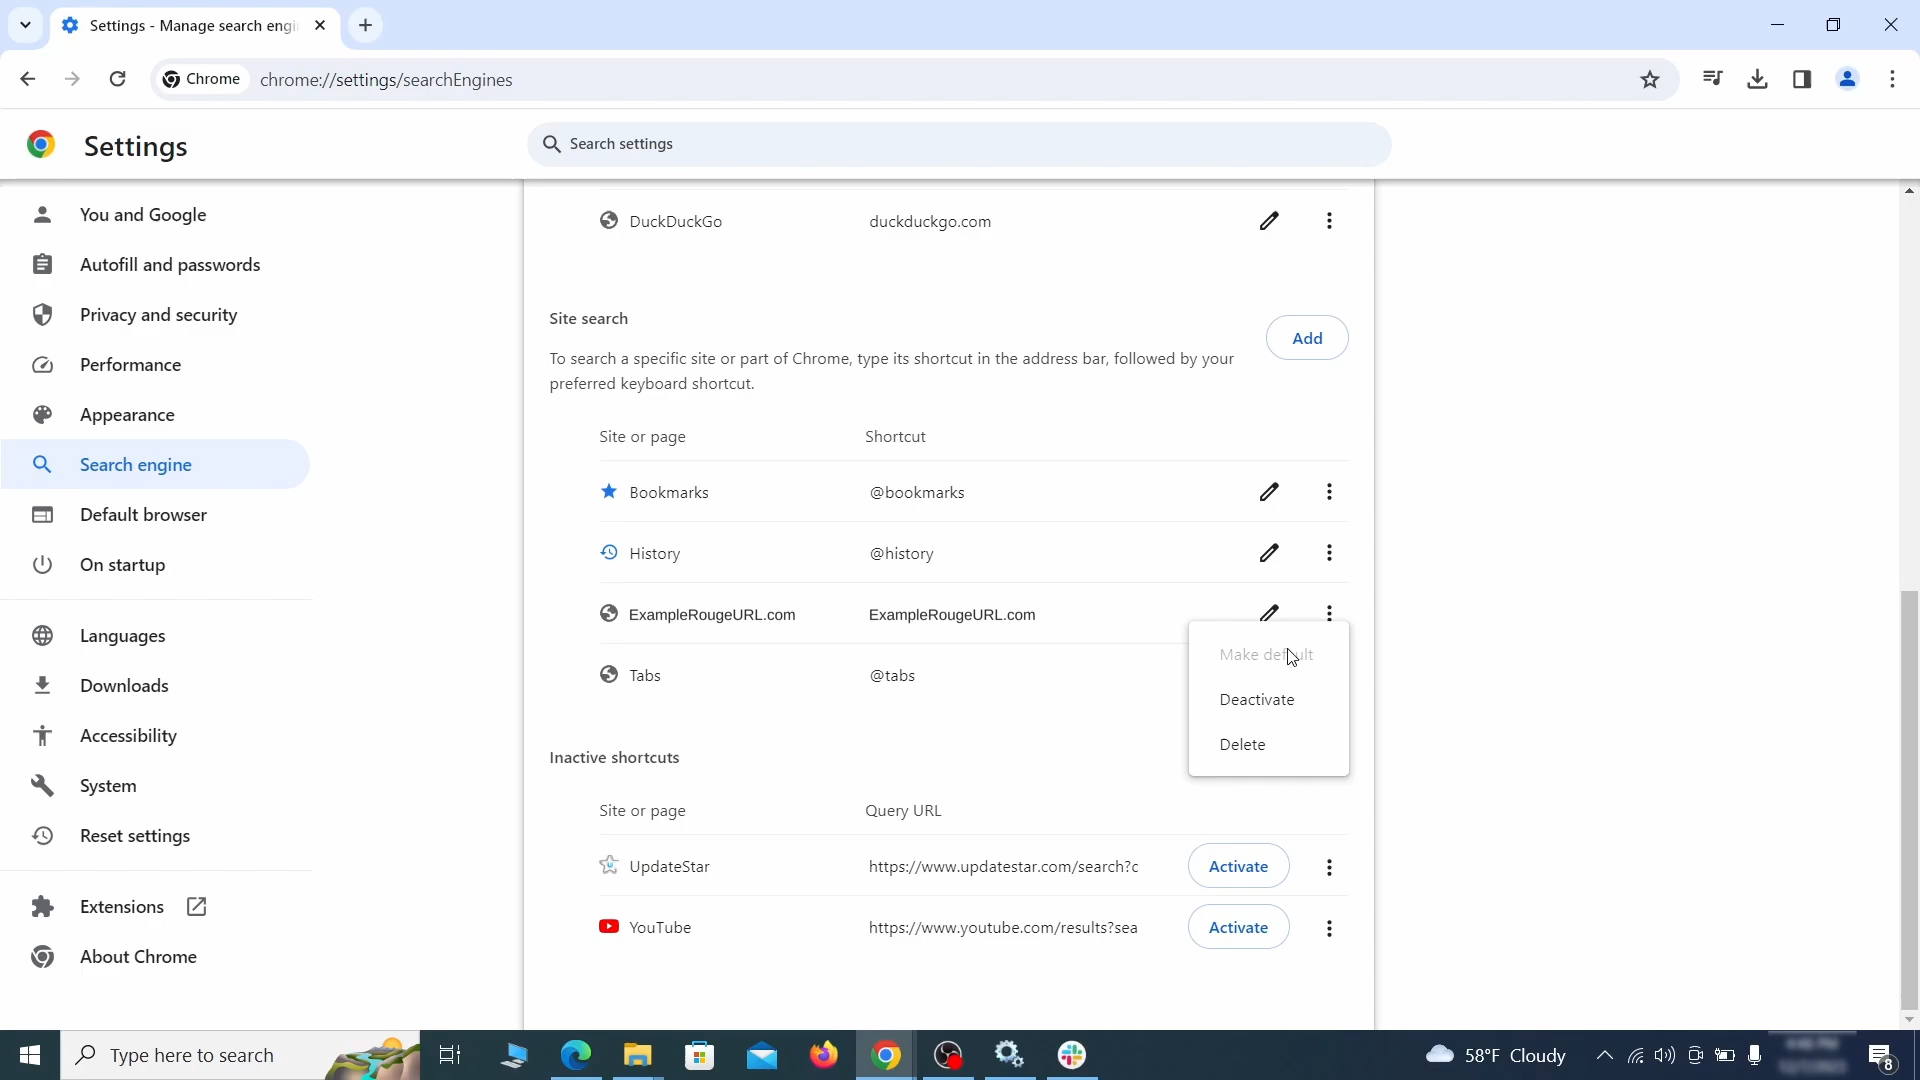 Settings - Manage search engi
Chrome
chrome://settings/searchEngines
Settings
Search settings
You and Google
Autofill and passwords
Privacy and security
Performance
Appearance
Search engine
Default browser
On startup
Languages
Downloads
Accessibility
System
Reset settings
Extensions
About Chrome
DuckDuckGo duckduckgo.com
Site search
Add
To search a specific site or part of Chrome, type its shortcut in the address bar, followed by your
preferred keyboard shortcut.
Site or page Shortcut
Bookmarks @bookmarks
History @history
ExampleRougeURL.com ExampleRougeURL.com
Make default
Tabs @tabs
Deactivate
Delete
Inactive shortcuts
Site or page Query URL
UpdateStar https://www.updatestar.com/search?c Activate
YouTube https://www.youtube.com/results?sea Activate
Type here to search
58°F Cloudy
8